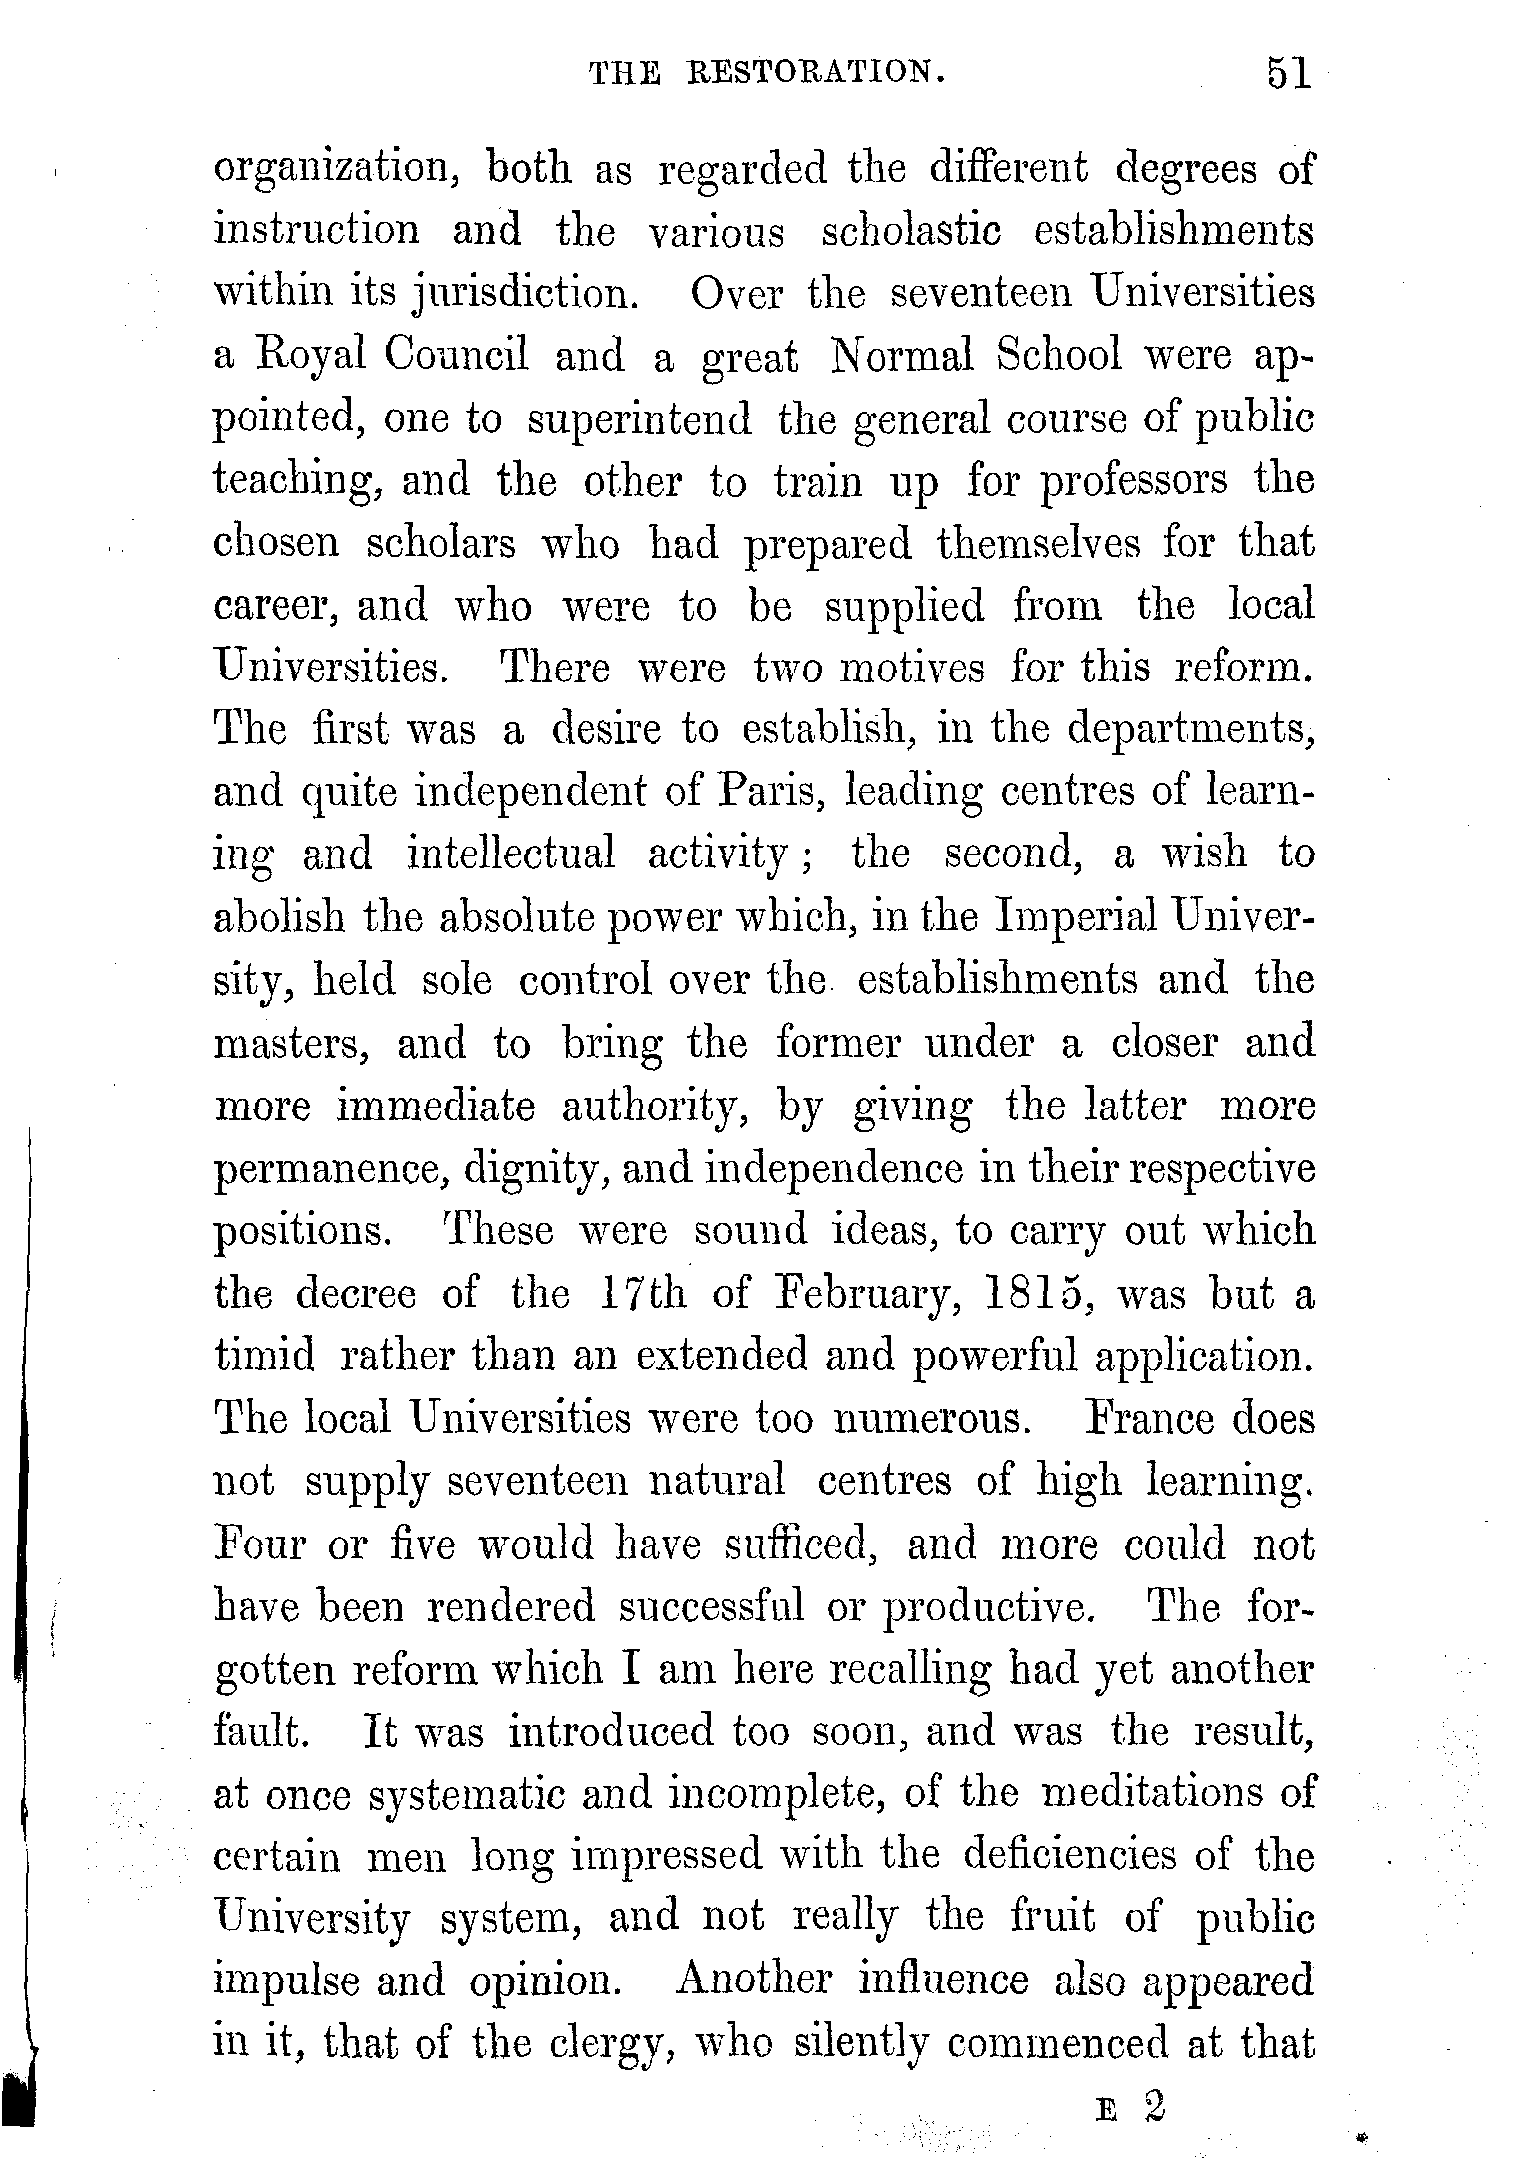 THE RESTORATION. 51
organization, both as regarded the different degrees of
instruction and the various scholastic establishments
within its jurisdiction. Over the seventeen Universities
a Royal Council and a great Normal School were ap-
pointed, one to superintend the general course of public
teaching, and the other to train up for professors the
chosen scholars who had prepared themselves for that
career, and who were to be supplied from the local
Universities. There were two motives for this reform.
The first was a desire to establish, in the departments,
and quite independent of Paris, leading centres of learn-
ing and intellectual activity; the second, a wish to
abolish the absolute power which, in the Imperial Univer-
sity, held sole control over the establishments and the
masters, and to bring the former under a closer and
more immediate authority, by giving the latter more
permanence, dignity, and independence in their respective
positions. These were sound ideas, to carry out which
the decree of the 17th of February, 1815, was but a
timid rather than an extended and powerful application.
The local Universities were too numerous. France does
not supply seventeen natural centres of high learning.
Four or five would have sufficed, and more could not
have been rendered successful or productive. The for-
gotten reform which I am here recalling had yet another
fault. It was introduced too soon, and was the result,
at once systematic and incomplete, of the meditations of
certain men long impressed with the deficiencies of the
University system, and not really the fruit of public
impulse and opinion. Another influence also appeared
in it, that of the clergy, who silently commenced at that
E 2